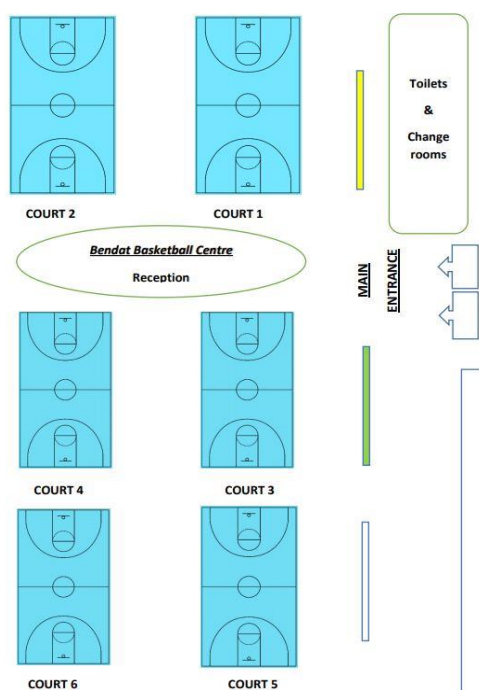 Toilets
&
Change
rooms
COURT 2
COURT 1
Bendat Basketball Centre
Reception
MAIN
ENTRANCE
COURT 4
COURT 3
COURT 6
COURT 5